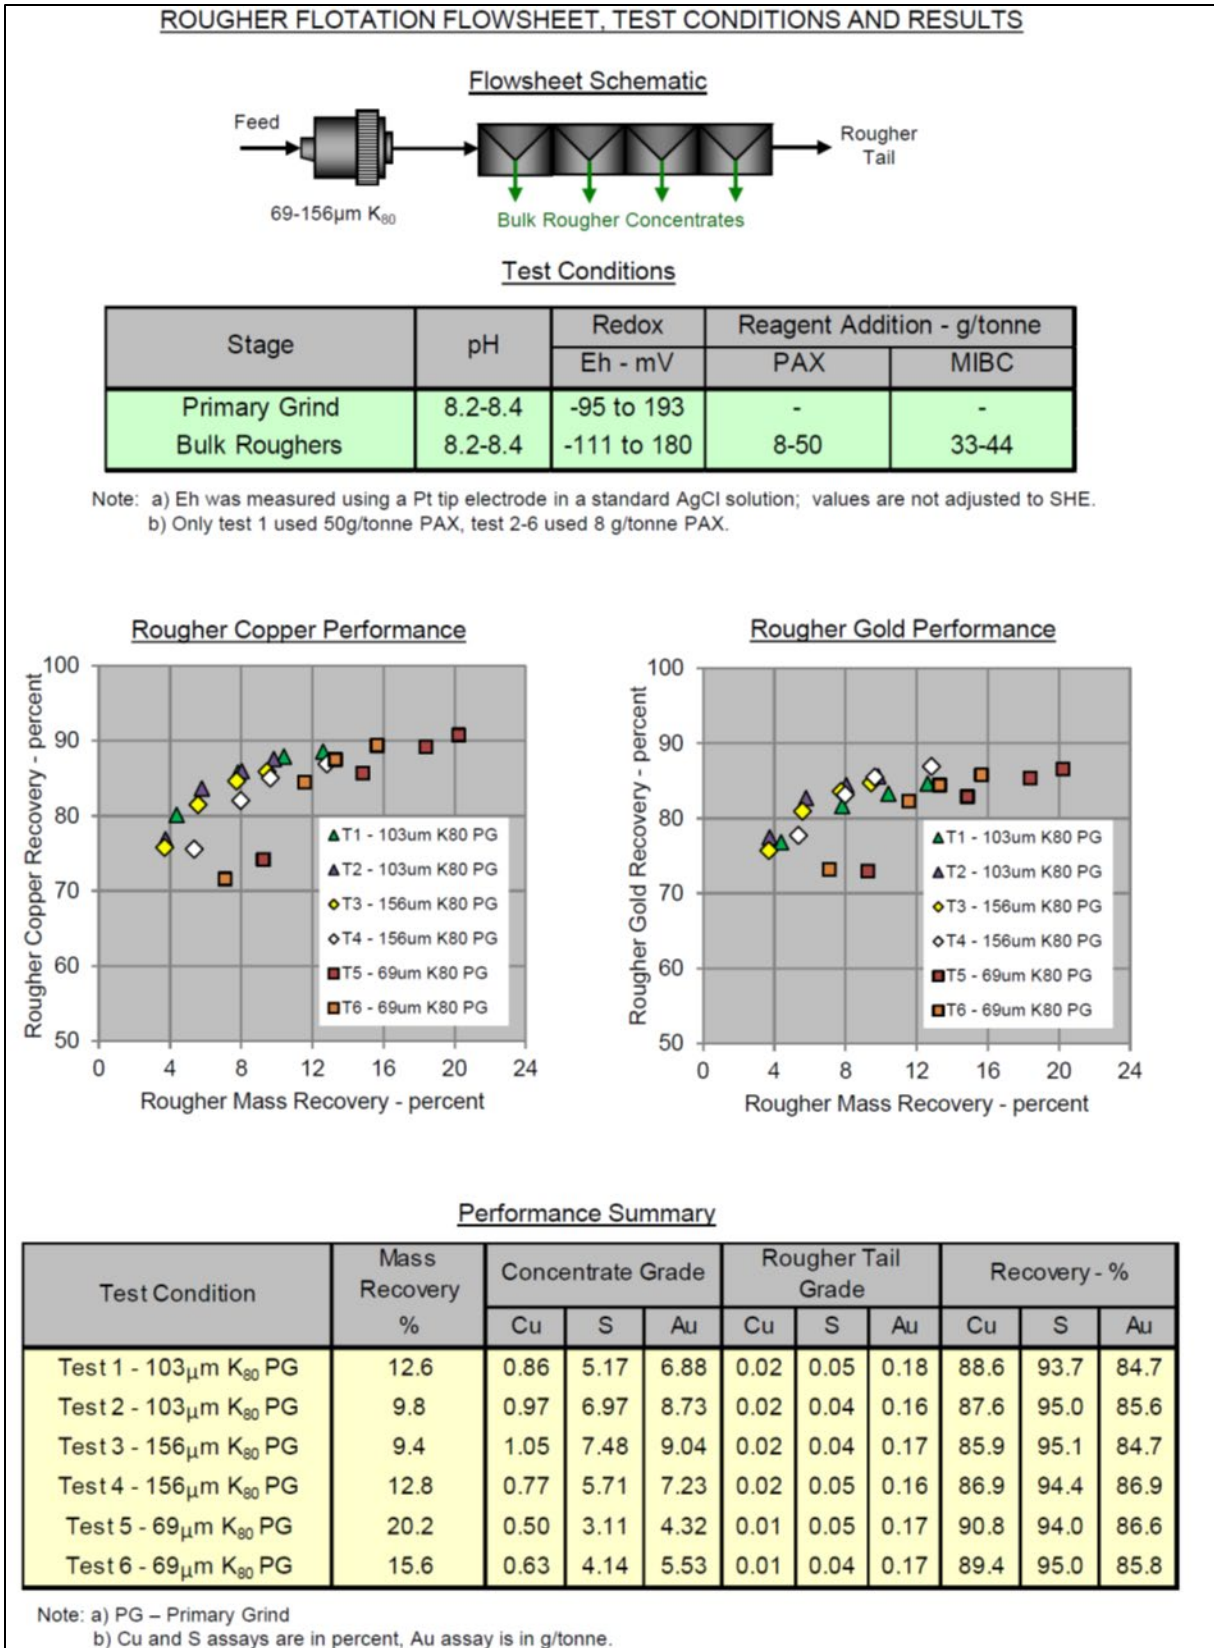 ROUGHER FLOTATION FLOWSHEET, TEST CONDITIONS AND RESULTS
Flowsheet Schematic
Feed
Rougher
Tail
69-156µm K80
Bulk Rougher Concentrates
Test Conditions
Stage pH Redox Reagent Addition - g/tonne
Eh - mV PAX MIBC
Primary Grind 8.2-8.4 -95 to 193 - -
Bulk Roughers 8.2-8.4 -111 to 180 8-50 33-44
Note: a) Eh was measured using a Pt tip electrode in a standard AgCl solution; values are not adjusted to SHE.
b) Only test 1 used 50g/tonne PAX, test 2-6 used 8 g/tonne PAX.
Rougher Copper Performance
Rougher Copper Recovery - percent
100
90
80
70
60
50
T1 - 103um K80 PG
T2 - 103um K80 PG
T3 - 156um K80 PG
T4 - 156um K80 PG
T5 - 69um K80 PG
T6 - 69um K80 PG
0 4 8 12 16 20 24
Rougher Mass Recovery - percent
Rougher Gold Performance
Rougher Gold Recovery - percent
100
90
80
70
60
50
T1 - 103um K80 PG
T2 - 103um K80 PG
T3 - 156um K80 PG
T4 - 156um K80 PG
T5 - 69um K80 PG
T6 - 69um K80 PG
0 4 8 12 16 20 24
Rougher Mass Recovery - percent
Performance Summary
Test Condition Mass Recovery % Concentrate Grade Rougher Tail Grade Recovery - %
Cu S Au Cu S Au Cu S Au
Test 1 - 103µm K80 PG 12.6 0.86 5.17 6.88 0.02 0.05 0.18 88.6 93.7 84.7
Test 2 - 103µm K80 PG 9.8 0.97 6.97 8.73 0.02 0.04 0.16 87.6 95.0 85.6
Test 3 - 156µm K80 PG 9.4 1.05 7.48 9.04 0.02 0.04 0.17 85.9 95.1 84.7
Test 4 - 156µm K80 PG 12.8 0.77 5.71 7.23 0.02 0.05 0.16 86.9 94.4 86.9
Test 5 - 69µm K80 PG 20.2 0.50 3.11 4.32 0.01 0.05 0.17 90.8 94.0 86.6
Test 6 - 69µm K80 PG 15.6 0.63 4.14 5.53 0.01 0.04 0.17 89.4 95.0 85.8
Note: a) PG – Primary Grind
b) Cu and S assays are in percent, Au assay is in g/tonne.